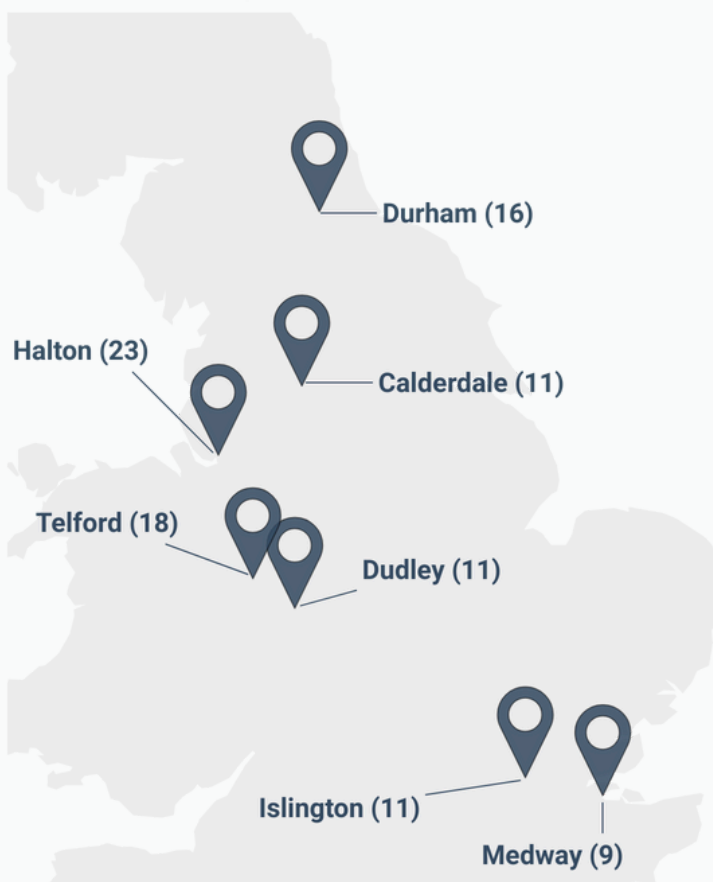 Durham (16)
Halton (23)
Calderdale (11)
Telford (18)
Dudley (11)
Islington (11)
Medway (9)